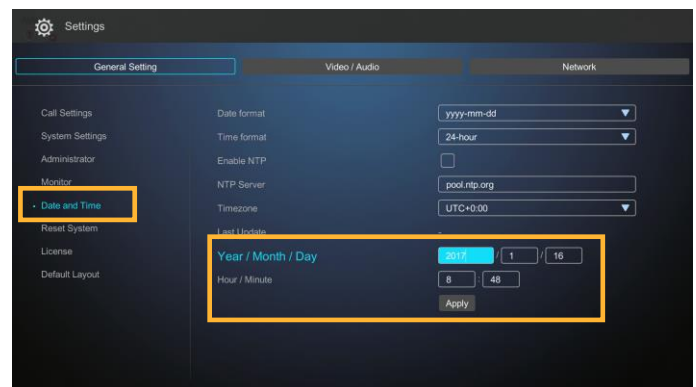 Settings
General Setting Video / Audio Network
Call Settings Date format yyyy-mm-dd
System Settings Time format 24-hour
Administrator Enable NTP
Monitor NTP Server pool.ntp.org
Date and Time Timezone UTC+0:00
Reset System Last Update -
License Year / Month / Day 2017 / 1 / 16
Default Layout Hour / Minute 8 : 48
Apply